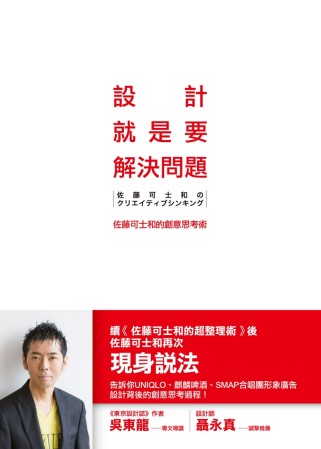 設計
就是要
解決問題
佐藤可士和の
クリエイティブシンキング
佐藤可士和的創意思考術
續《佐藤可士和的超整理術》後
佐藤可士和再次
現身說法
告訴你UNIQLO、麒麟啤酒、SMAP合唱團形象廣告
設計背後的創意思考過程！
《東京設計誌》作者
吳東龍——專文導讀
設計師
聶永真——誠摯推薦